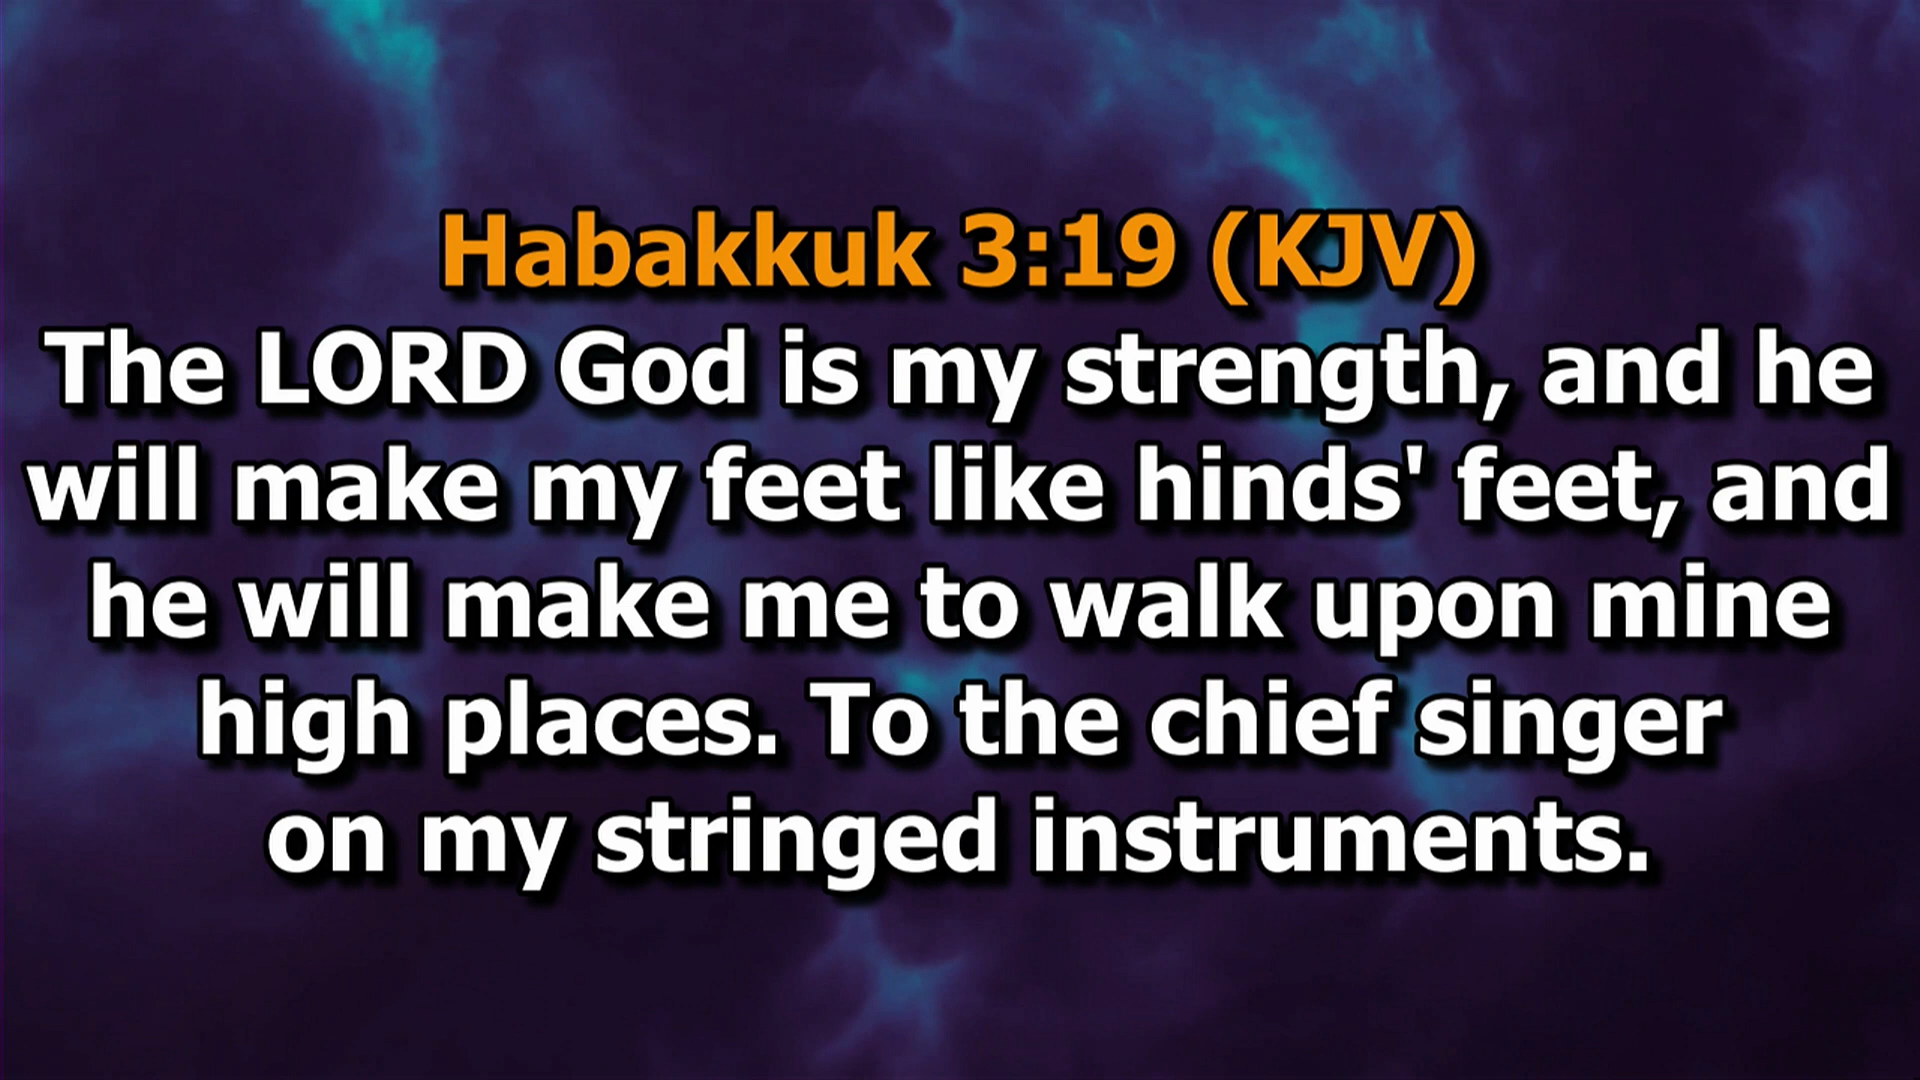 Habakkuk 3:19 (KJV)
The LORD God is my strength, and he
will make my feet like hinds' feet, and
he will make me to walk upon mine
high places. To the chief singer
on my stringed instruments.